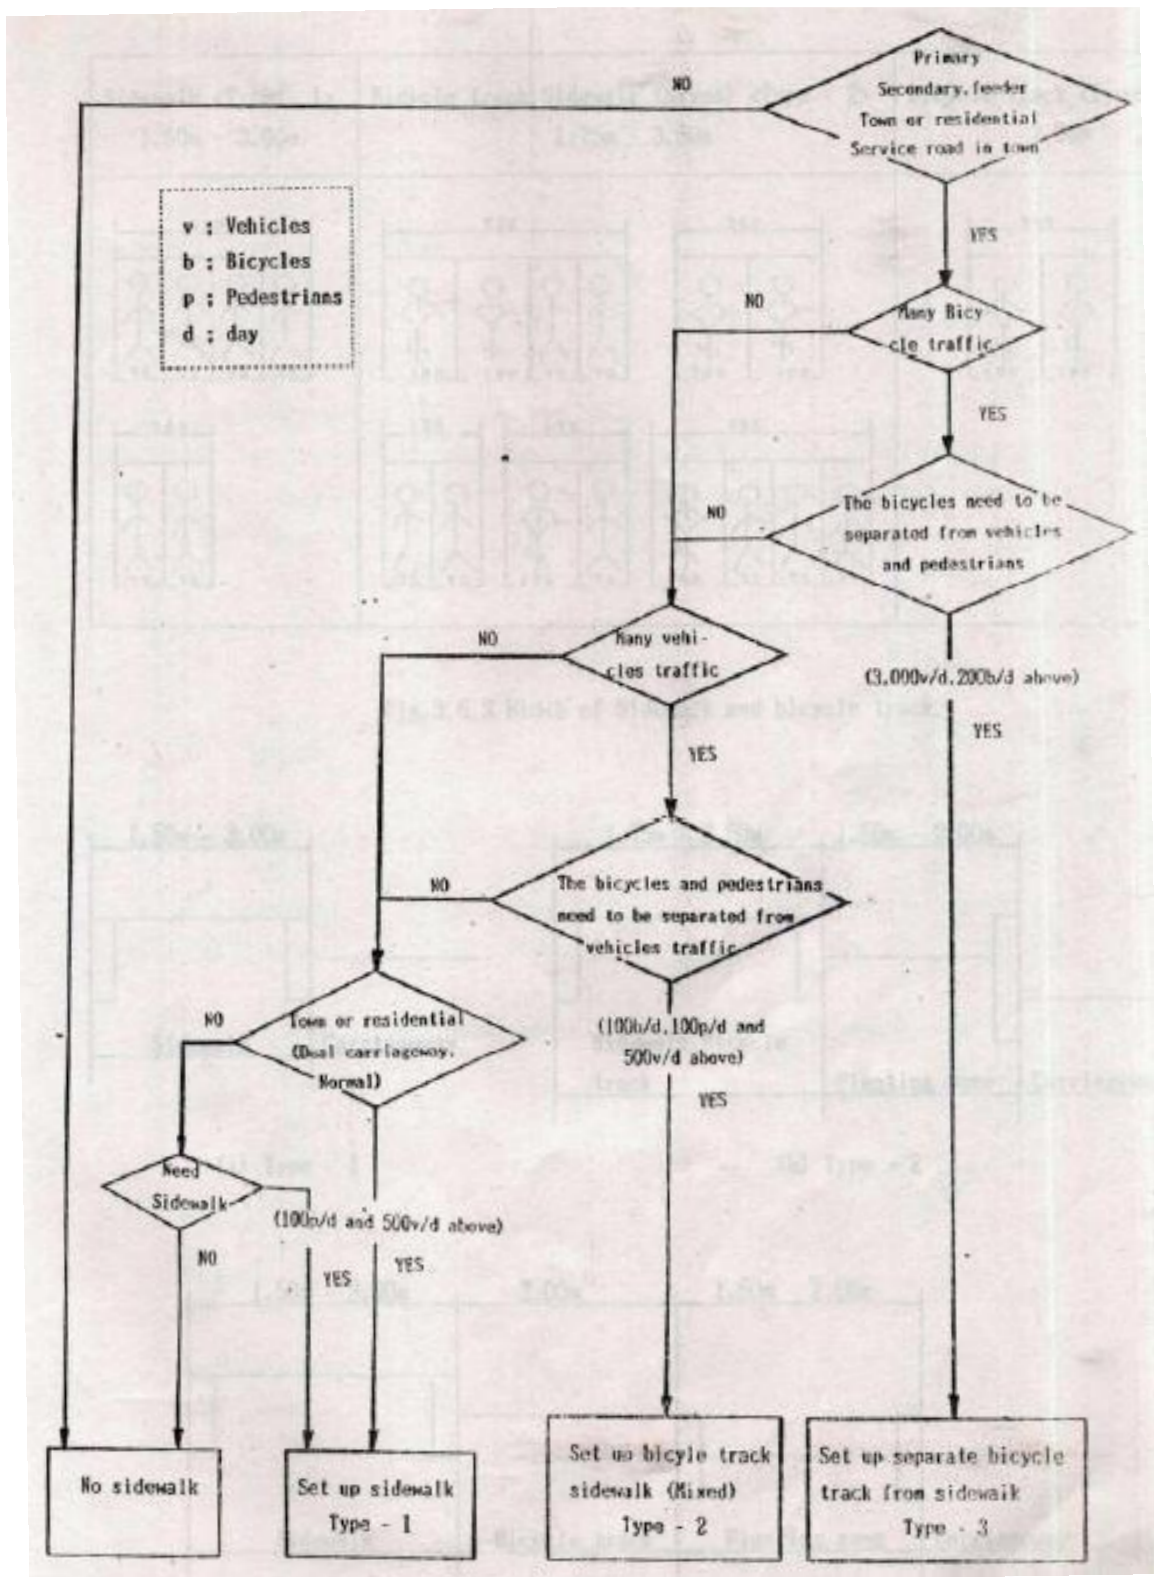 Primary
NO
Secondary.feeder
Town or residential
Service road in town
v ; Vehicles
b ; Bicycles
p ; Pedestrians
d ; day
YES
NO
Many Bicy
cle traffic
YES
The bicycles need to be
NO
separated from vehicles
and pedestrians
NO
Many vehi-
cles traffic
(3.000v/d.200b/d above)
YES
YES
NO
The bicycles and pedestrians
need to be separated from
vehicles traffic
NO
Town or residential
(Dual carriageway.
Normal)
(100b/d.100p/d and
500v/d above)
YES
Need
Sidewalk
(100p/d and 500v/d above)
NO
YES
YES
No sidewalk
Set up sidewalk
Type - 1
Set up bicyle track
sidewalk (Mixed)
Type - 2
Set up separate bicycle
track from sidewaik
Type - 3